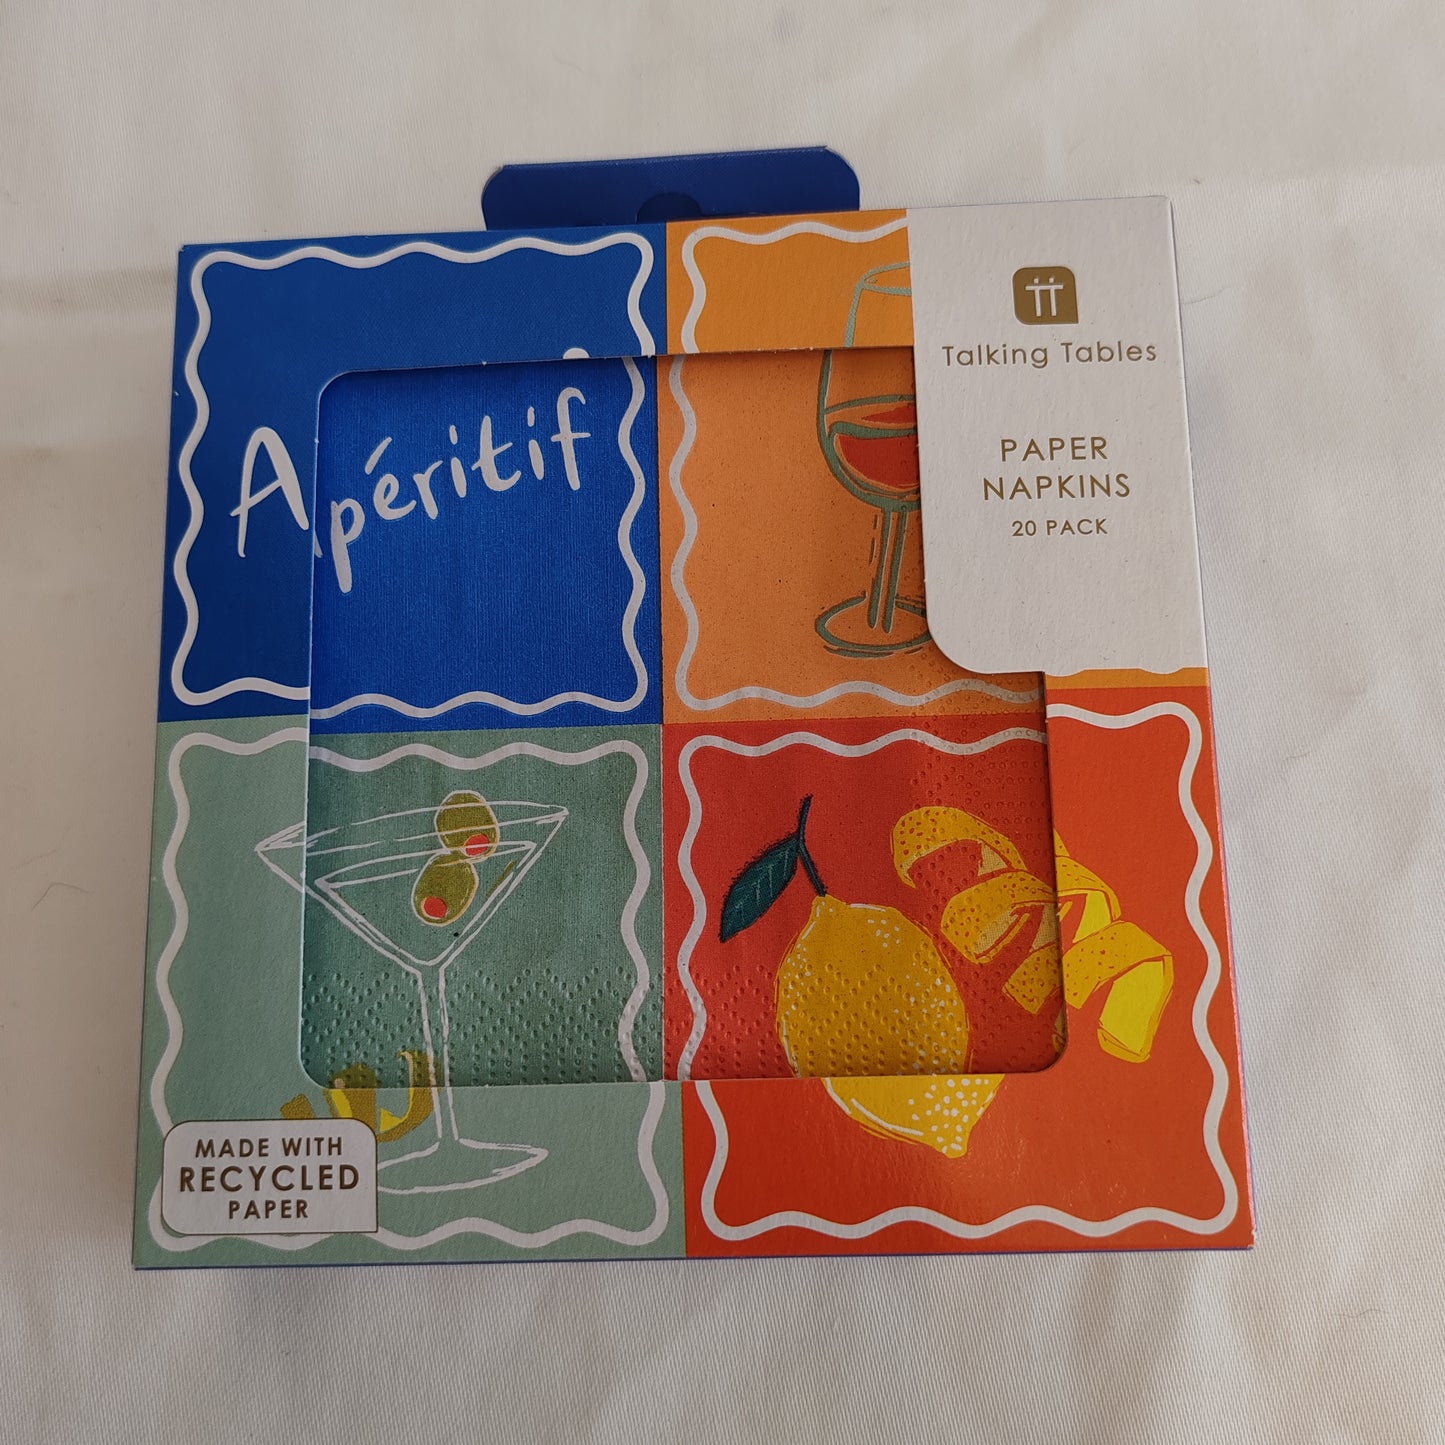 Apéritif
Talking Tables
PAPER
NAPKINS
20 PACK
MADE WITH
RECYCLED
PAPER